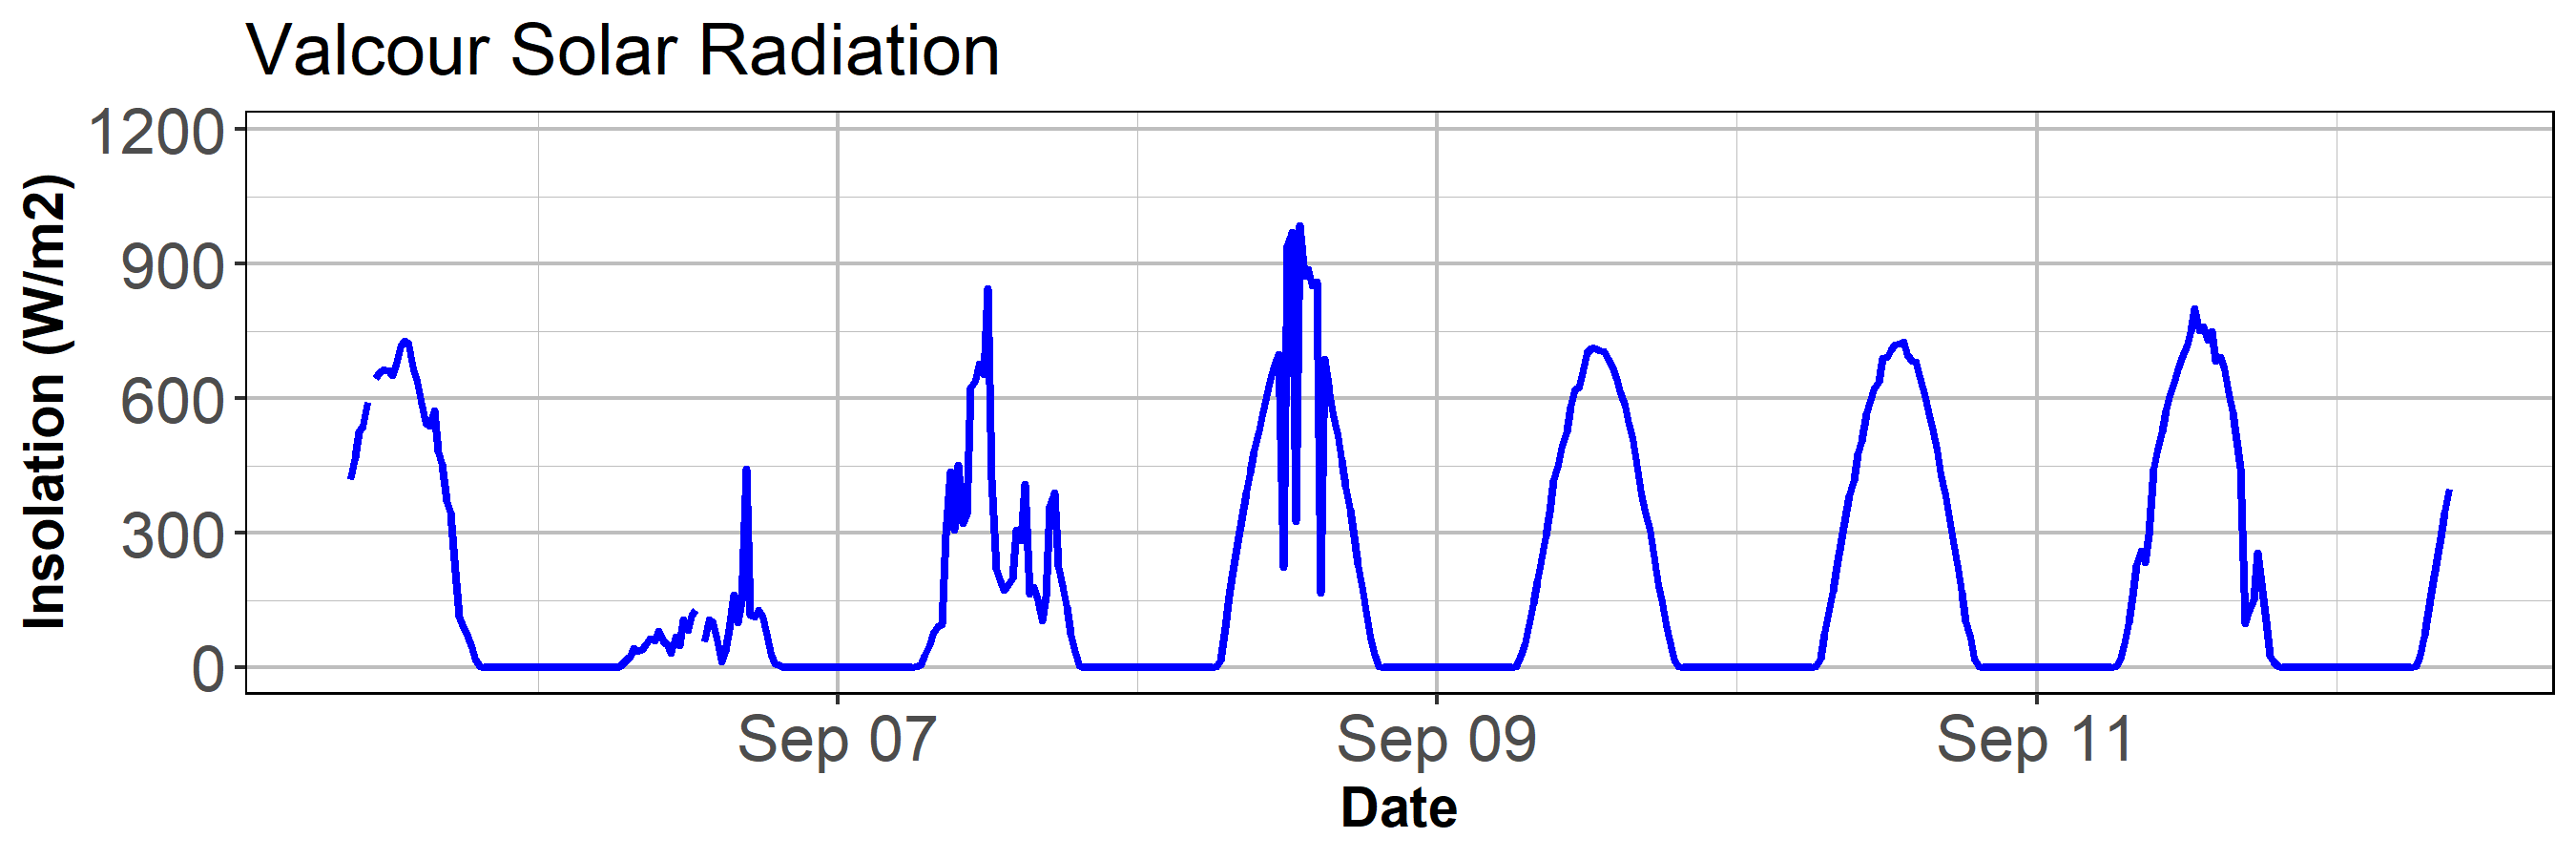 Valcour Solar Radiation
Insolation (W/m2)
1200
900
600
300
0
Sep 07 Sep 09 Sep 11
Date